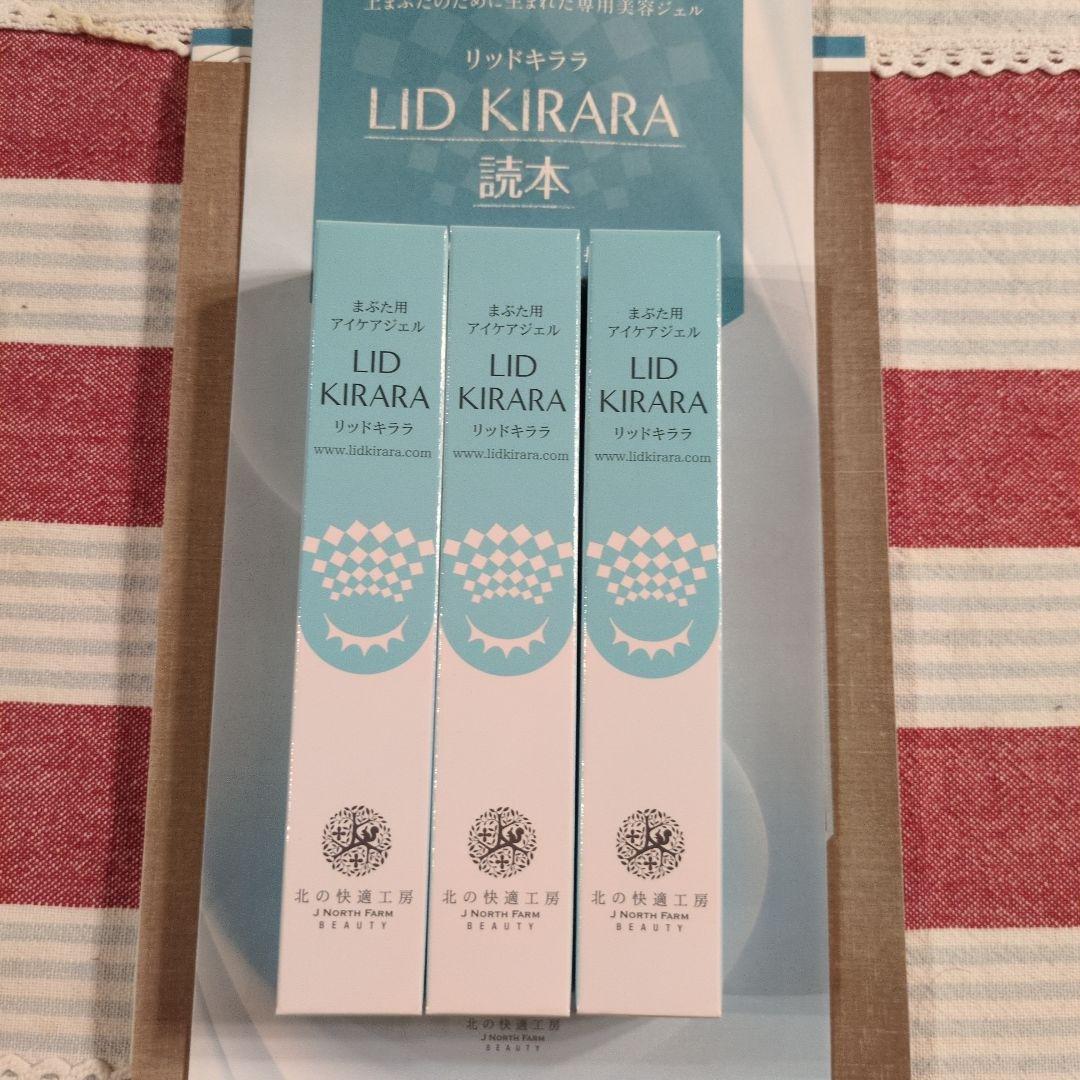 上まぶたのために生まれた専用美容ジェル
リッドキララ
LID KIRARA
読本
まぶた用
アイケアジェル
LID
KIRARA
リッドキララ
www.lidkirara.com
北の快適工房
J NORTH FARM
BEAUTY
まぶた用
アイケアジェル
LID
KIRARA
リッドキララ
www.lidkirara.com
北の快適工房
J NORTH FARM
BEAUTY
まぶた用
アイケアジェル
LID
KIRARA
リッドキララ
www.lidkirara.com
北の快適工房
J NORTH FARM
BEAUTY
北の快適工房
J NORTH FARM
BEAUTY